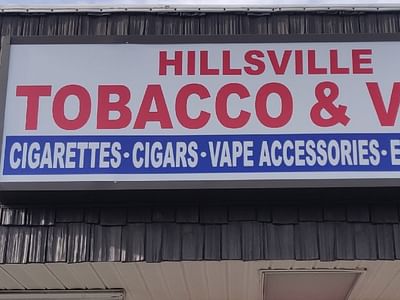 HILLSVILLE
TOBACCO & V
CIGARETTES · CIGARS · VAPE ACCESSORIES · E